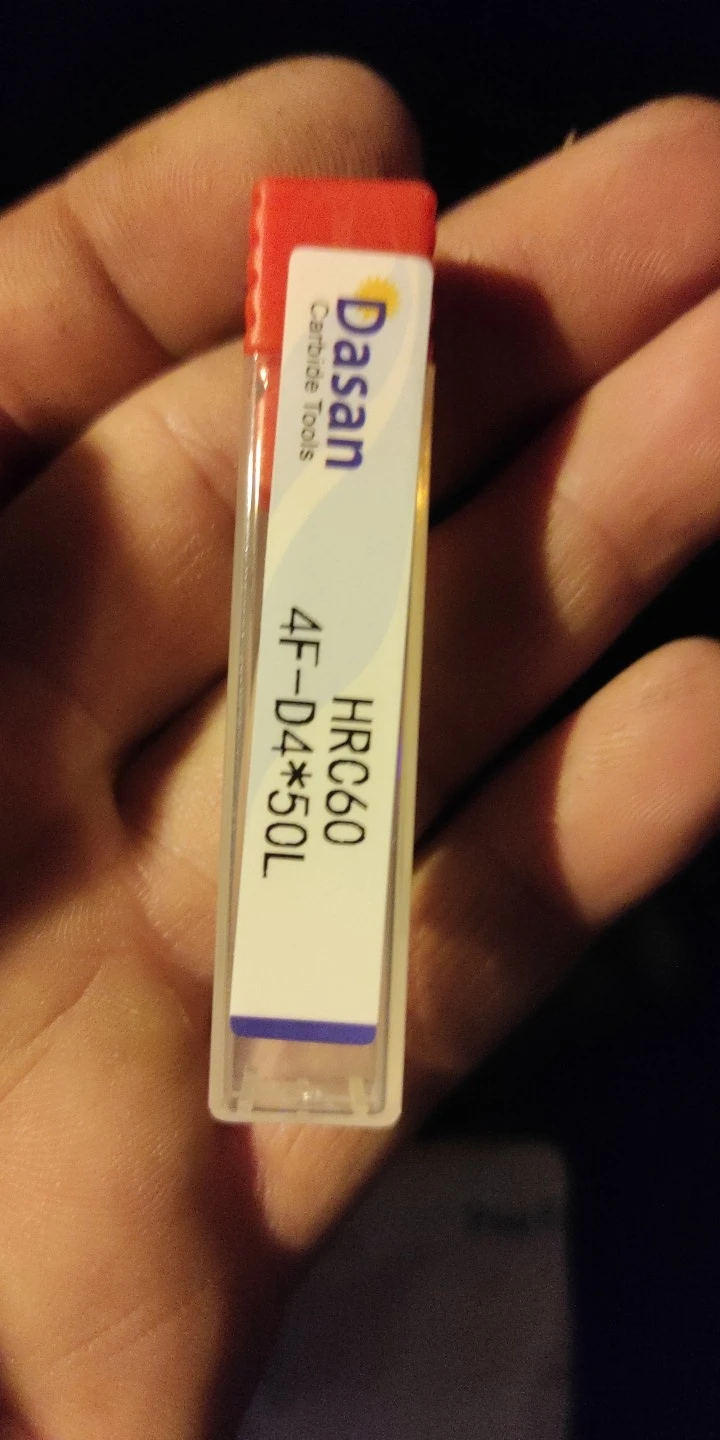 Dasan
Carbide Tools
HRC60
4F-D4*50L